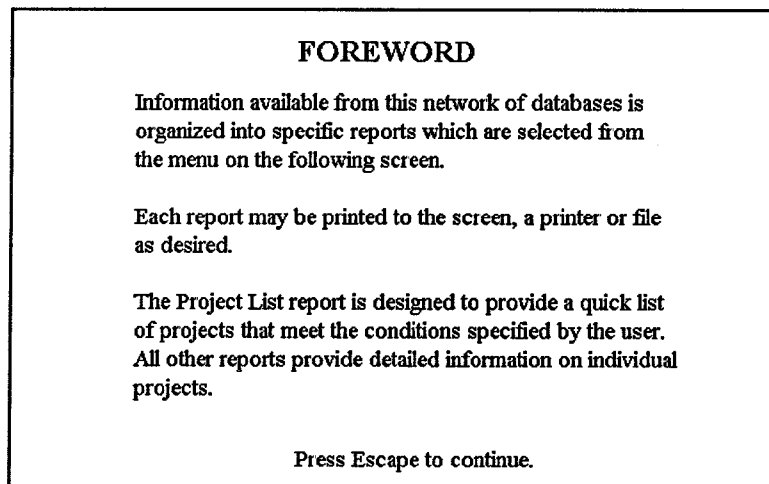 FOREWORD
Information available from this network of databases is
organized into specific reports which are selected from
the menu on the following screen.
Each report may be printed to the screen, a printer or file
as desired.
The Project List report is designed to provide a quick list
of projects that meet the conditions specified by the user.
All other reports provide detailed information on individual
projects.
Press Escape to continue.